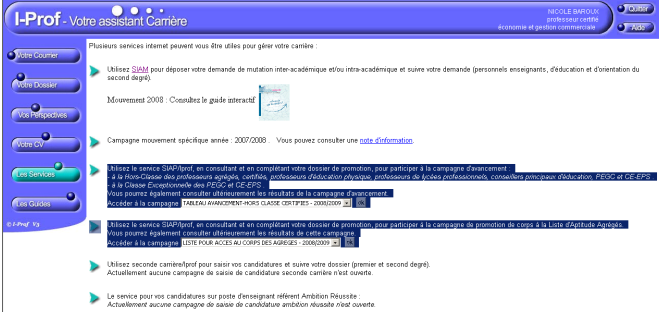 I-Prof - Votre assistant Carrière
NICOLE BAROUX
professeur certifié
économie et gestion commerciale
Quitter
Aide
Votre Courrier
Votre Dossier
Vos Perspectives
Votre CV
Les Services
Les Guides
© I-Prof V3
Plusieurs services internet peuvent vous être utiles pour gérer votre carrière :
Utilisez SIAM pour déposer votre demande de mutation inter-académique et/ou intra-académique et suivre votre demande (personnels enseignants, d'éducation et d'orientation du
second degré).
Mouvement 2008 : Consultez le guide interactif
Campagne mouvement spécifique année : 2007/2008 . Vous pouvez consulter une note d'information.
Utilisez le service SIAP/Iprof, en consultant et en complétant votre dossier de promotion, pour participer à la campagne d'avancement :
- à la Hors-Classe des professeurs agrégés, certifiés, professeurs d'éducation physique, professeurs de lycées professionnels, conseillers principaux d'éducation, PEGC et CE-EPS .
- à la Classe Exceptionnelle des PEGC et CE-EPS .
Vous pourrez également consulter ultérieurement les résultats de la campagne d'avancement.
Accéder à la campagne TABLEAU AVANCEMENT-HORS CLASSE CERTIFIES - 2008/2009 ok
Utilisez le service SIAP/Iprof, en consultant et en complétant votre dossier de promotion, pour participer à la campagne de promotion de corps à la Liste d'Aptitude Agrégés.
Vous pourrez également consulter ultérieurement les résultats de cette campagne.
Accéder à la campagne LISTE POUR ACCES AU CORPS DES AGREGES - 2008/2009 ok
Utilisez seconde carrière/Iprof pour saisir vos candidatures et suivre votre dossier (premier et second degré).
Actuellement aucune campagne de saisie de candidature seconde carrière n'est ouverte.
Le service pour vos candidatures sur poste d'enseignant référent Ambition Réussite :
Actuellement aucune campagne de saisie de candidature ambition réussite n'est ouverte.